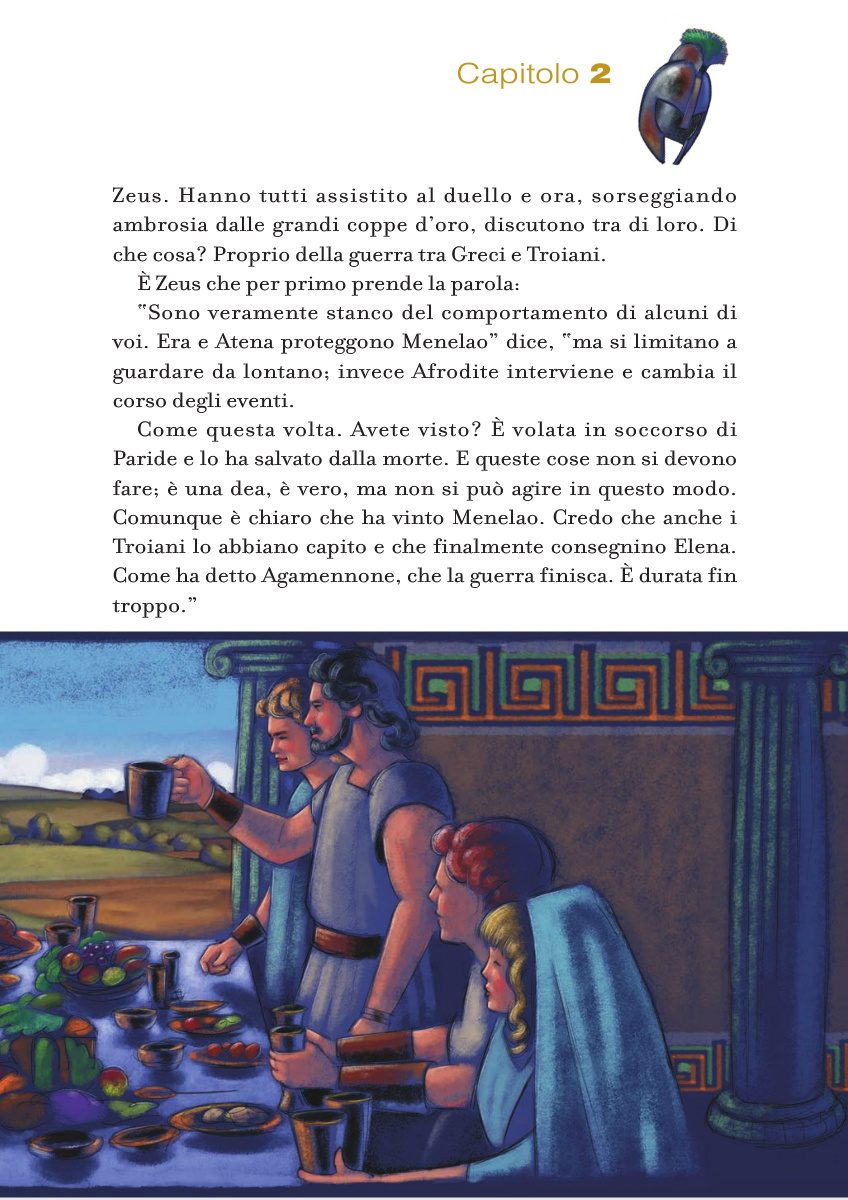 Capitolo 2
Zeus. Hanno tutti assistito al duello e ora, sorseggiando
ambrosia dalle grandi coppe d’oro, discutono tra di loro. Di
che cosa? Proprio della guerra tra Greci e Troiani.
È Zeus che per primo prende la parola:
‟Sono veramente stanco del comportamento di alcuni di
voi. Era e Atena proteggono Menelao” dice, ‟ma si limitano a
guardare da lontano; invece Afrodite interviene e cambia il
corso degli eventi.
Come questa volta. Avete visto? È volata in soccorso di
Paride e lo ha salvato dalla morte. E queste cose non si devono
fare; è una dea, è vero, ma non si può agire in questo modo.
Comunque è chiaro che ha vinto Menelao. Credo che anche i
Troiani lo abbiano capito e che finalmente consegnino Elena.
Come ha detto Agamennone, che la guerra finisca. È durata fin
troppo.”